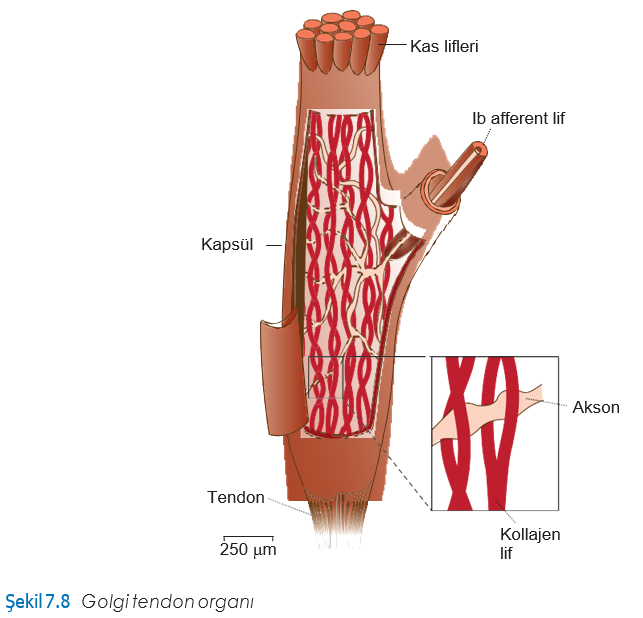 Kas lifleri
Ib afferent lif
Kapsül
Akson
Tendon
Kollajen
lif
250 μm
Şekil 7.8 Golgi tendon organı